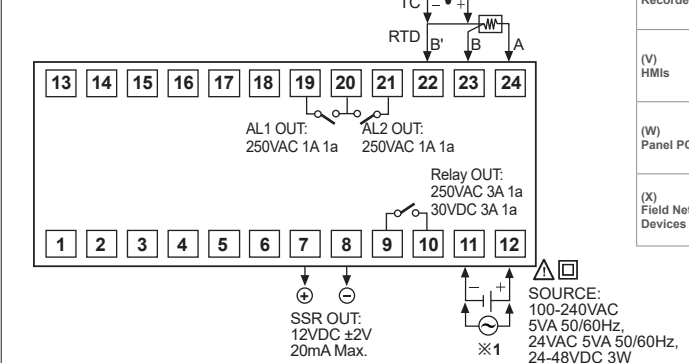 TC − • +
RTD B' B A
13 14 15 16 17 18 19 20 21 22 23 24
AL1 OUT:
250VAC 1A 1a
AL2 OUT:
250VAC 1A 1a
Relay OUT:
250VAC 3A 1a
30VDC 3A 1a
1 2 3 4 5 6 7 8 9 10 11 12
+ −
SSR OUT:
12VDC ±2V
20mA Max.
− +
※1
SOURCE:
100-240VAC
5VA 50/60Hz,
24VAC 5VA 50/60Hz,
24-48VDC 3W
Recorde
(V)
HMIs
(W)
Panel PC
(X)
Field Net
Devices